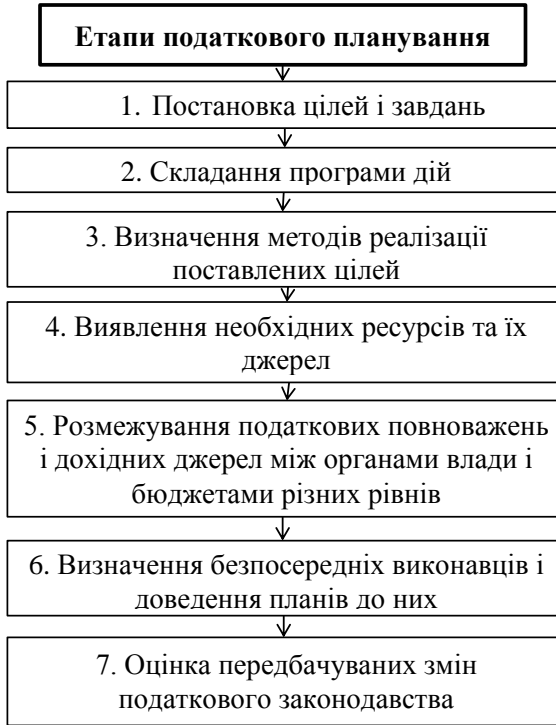 Етапи податкового планування
1. Постановка цілей і завдань
2. Складання програми дій
3. Визначення методів реалізації
поставлених цілей
4. Виявлення необхідних ресурсів та їх
джерел
5. Розмежування податкових повноважень
і дохідних джерел між органами влади і
бюджетами різних рівнів
6. Визначення безпосередніх виконавців і
доведення планів до них
7. Оцінка передбачуваних змін
податкового законодавства